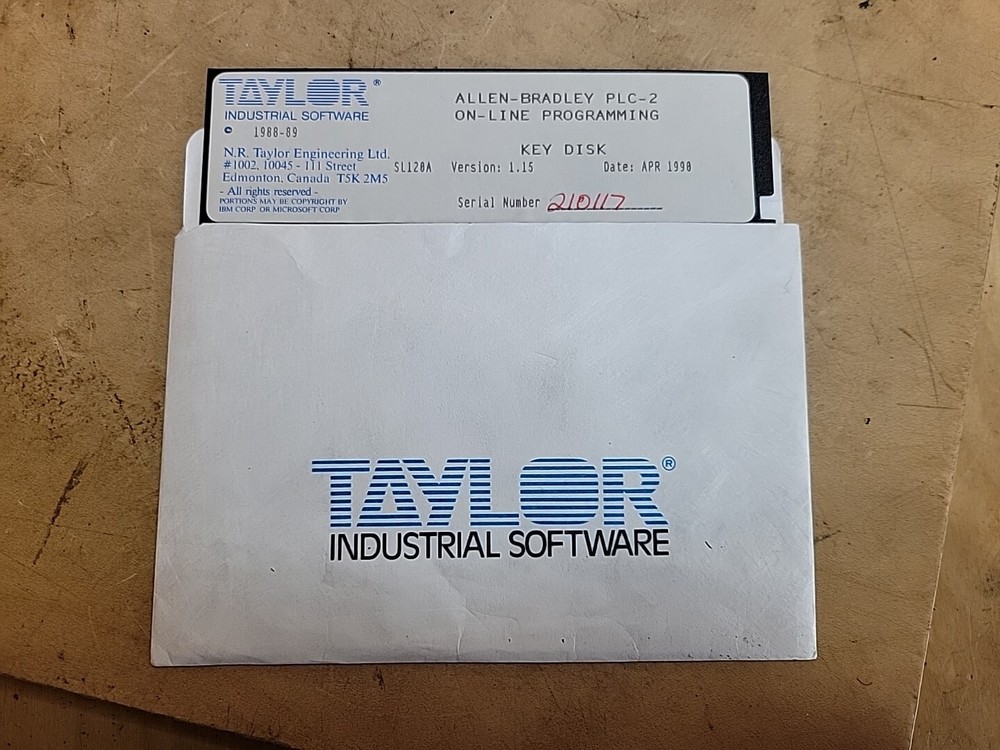 TAYLOR®
INDUSTRIAL SOFTWARE
© 1988-89
N.R. Taylor Engineering Ltd.
#1002, 10045 - 111 Street
Edmonton, Canada T5K 2M5
- All rights reserved -
PORTIONS MAY BE COPYRIGHT BY
IBM CORP OR MICROSOFT CORP
ALLEN-BRADLEY PLC-2
ON-LINE PROGRAMMING
KEY DISK
SL120A Version: 1.15 Date: APR 1990
Serial Number 210117
TAYLOR®
INDUSTRIAL SOFTWARE